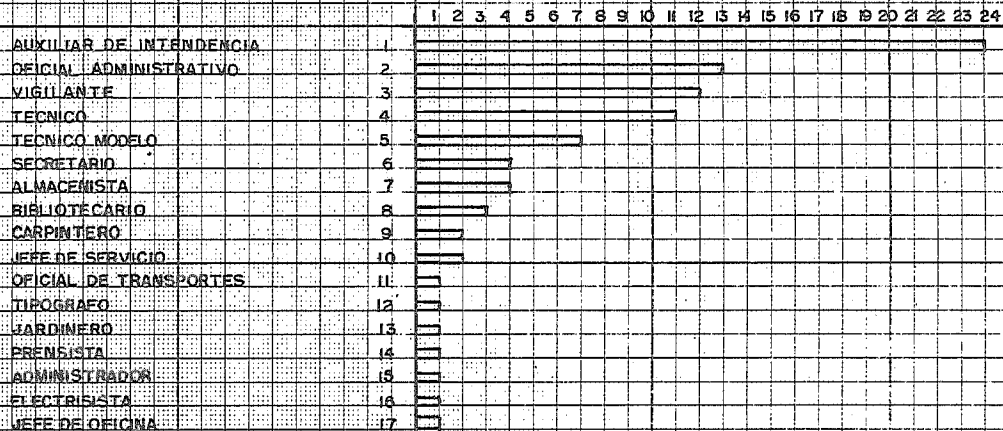 1 2 3 4 5 6 7 8 9 10 11 12 13 14 15 16 17 18 19 20 21 22 23 24
AUXILIAR DE INTENDENCIA 1
OFICIAL ADMINISTRATIVO 2
VIGILANTE 3
TECNICO 4
TECNICO MODELO 5
SECRETARIO 6
ALMACENISTA 7
BIBLIOTECARIO 8
CARPINTERO 9
JEFE DE SERVICIO 10
OFICIAL DE TRANSPORTES 11
TIPOGRAFO 12
JARDINERO 13
PRENSISTA 14
ADMINISTRADOR 15
ELECTRISISTA 16
JEFE DE OFICINA 17